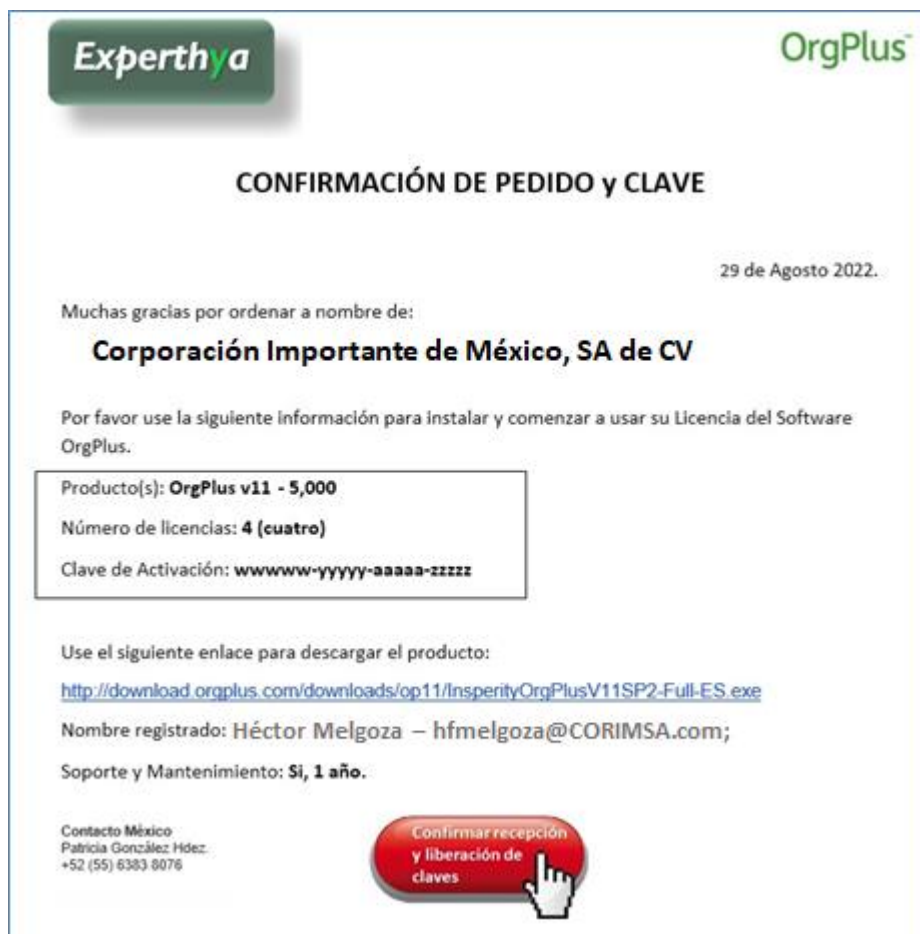 Experthya
OrgPlus™
CONFIRMACIÓN DE PEDIDO y CLAVE
29 de Agosto 2022.
Muchas gracias por ordenar a nombre de:
Corporación Importante de México, SA de CV
Por favor use la siguiente información para instalar y comenzar a usar su Licencia del Software
OrgPlus.
Producto(s): OrgPlus v11 - 5,000
Número de licencias: 4 (cuatro)
Clave de Activación: wwwww-yyyyy-aaaaa-zzzzz
Use el siguiente enlace para descargar el producto:
http://download.orgplus.com/downloads/op11/InsperityOrgPlusV11SP2-Full-ES.exe
Nombre registrado: Héctor Melgoza – hfmelgoza@CORIMSA.com;
Soporte y Mantenimiento: Si, 1 año.
Contacto México
Patricia González Hdez.
+52 (55) 6383 8076
Confirmar recepción
y liberación de
claves